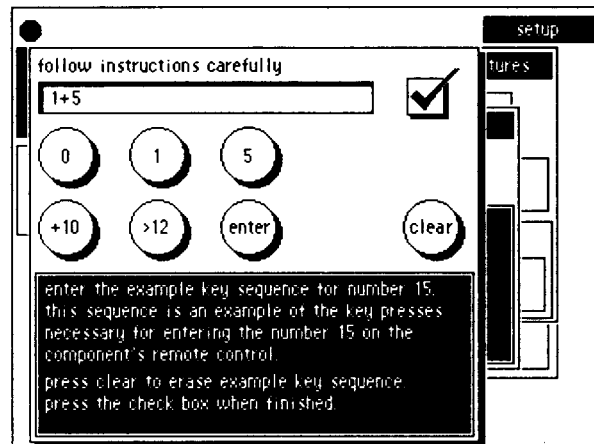 setup
tures
follow instructions carefully
1+5
0
1
5
+10
>12
enter
clear
enter the example key sequence for number 15.
this sequence is an example of the key presses
necessary for entering the number 15 on the
component's remote control.
press clear to erase example key sequence.
press the check box when finished.